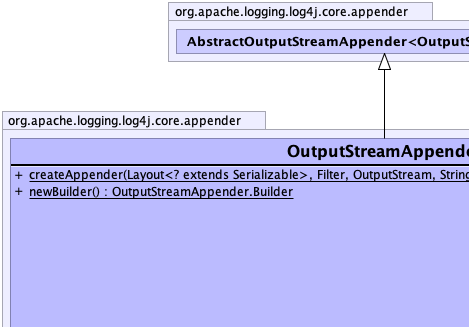 org.apache.logging.log4j.core.appender
AbstractOutputStreamAppender<OutputS
org.apache.logging.log4j.core.appender
OutputStreamAppende
+ createAppender(Layout<? extends Serializable>, Filter, OutputStream, String
+ newBuilder() : OutputStreamAppender.Builder